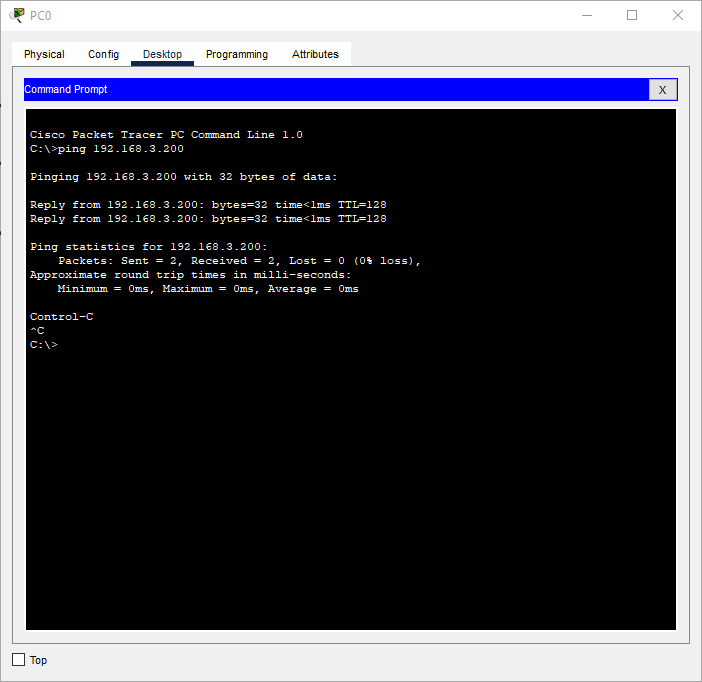 PC0
Physical Config Desktop Programming Attributes
Command Prompt X
Cisco Packet Tracer PC Command Line 1.0
C:\>ping 192.168.3.200
Pinging 192.168.3.200 with 32 bytes of data:
Reply from 192.168.3.200: bytes=32 time<1ms TTL=128
Reply from 192.168.3.200: bytes=32 time<1ms TTL=128
Ping statistics for 192.168.3.200:
    Packets: Sent = 2, Received = 2, Lost = 0 (0% loss),
Approximate round trip times in milli-seconds:
    Minimum = 0ms, Maximum = 0ms, Average = 0ms
Control-C
^C
C:\>
Top